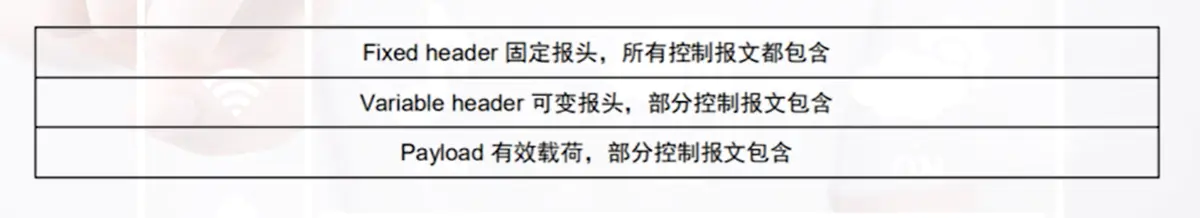 Fixed header 固定报头，所有控制报文都包含
Variable header 可变报头，部分控制报文包含
Payload 有效载荷，部分控制报文包含